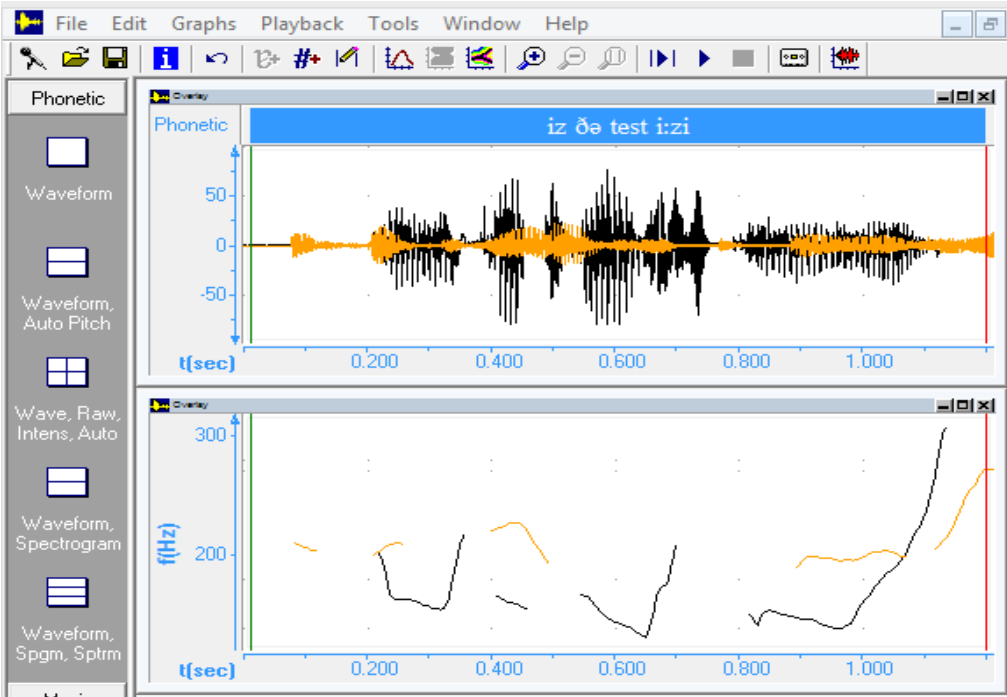 File Edit Graphs Playback Tools Window Help
Phonetic
Waveform
Waveform,
Auto Pitch
Wave, Raw,
Intens, Auto
Waveform,
Spectrogram
Waveform,
Spgm, Sptrm
Overlay
Phonetic iz ðə test i:zi
50
0
-50
t(sec) 0.200 0.400 0.600 0.800 1.000
Overlay
300
f(Hz)
200
t(sec) 0.200 0.400 0.600 0.800 1.000